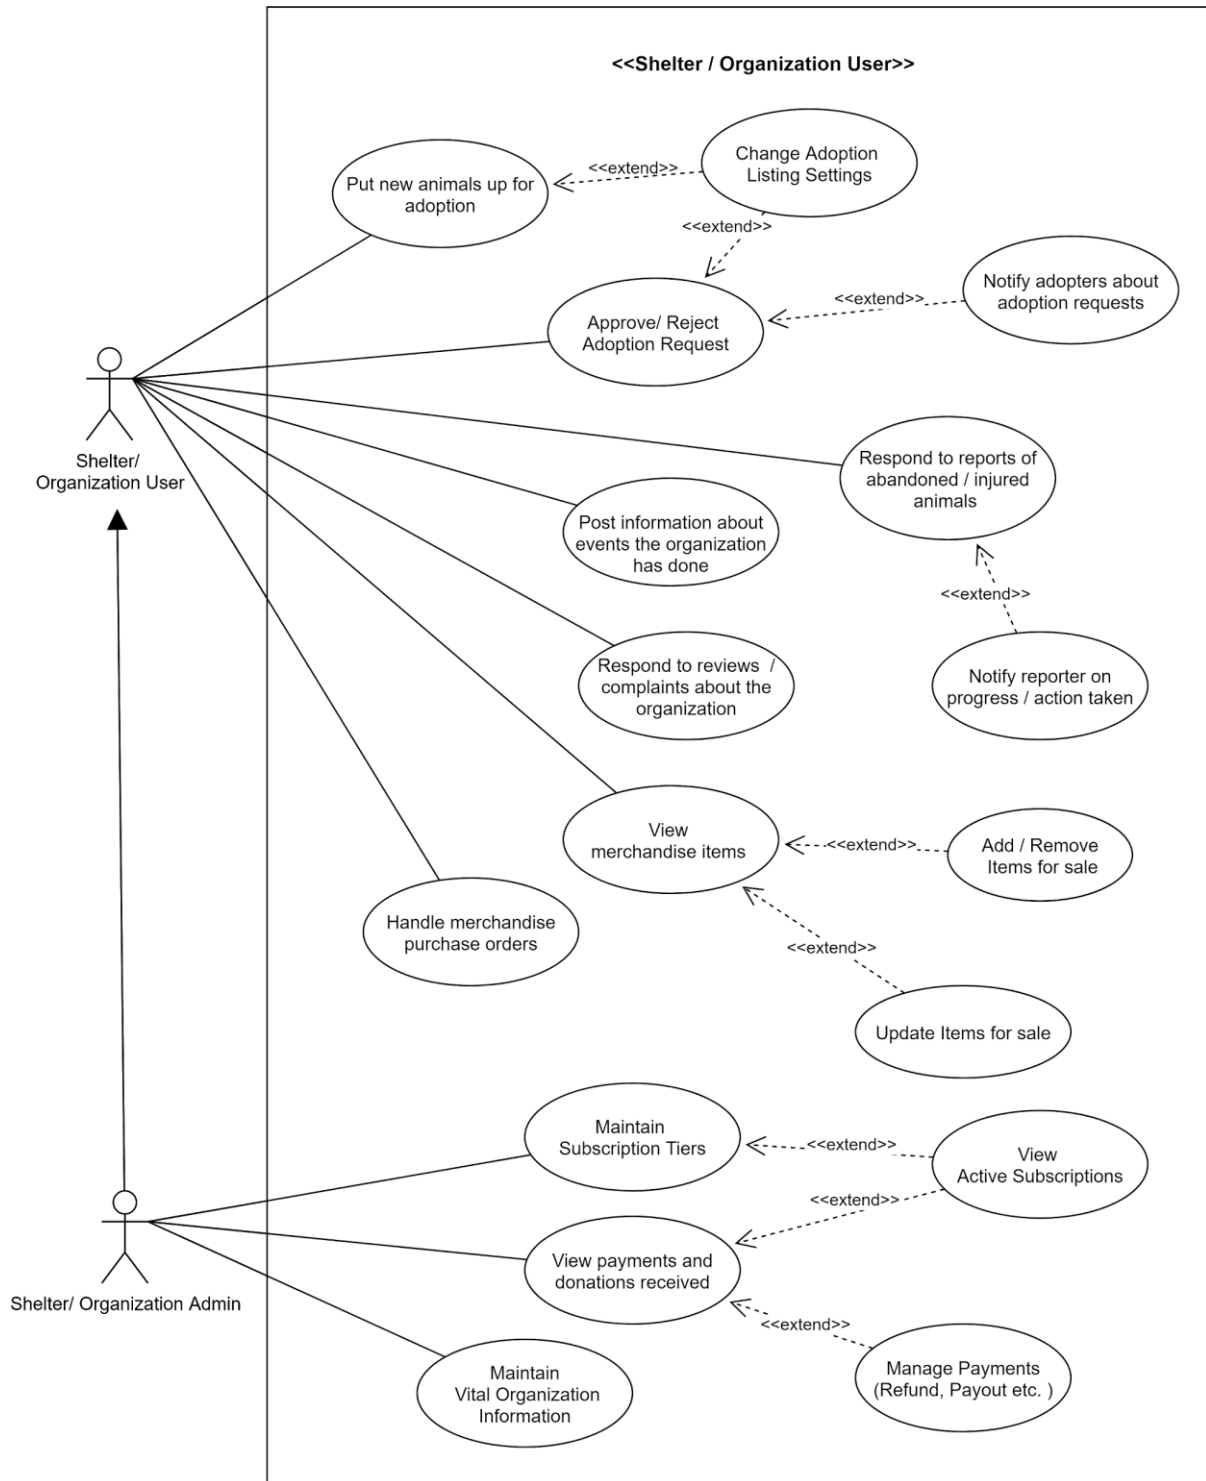 <<Shelter / Organization User>>
Change Adoption
Listing Settings
<<extend>>
Put new animals up for
adoption
<<extend>>
Notify adopters about
adoption requests
<<extend>>
Approve/ Reject
Adoption Request
Shelter/
Organization User
Respond to reports of
abandoned / injured
animals
Post information about
events the organization
has done
<<extend>>
Respond to reviews /
complaints about the
organization
Notify reporter on
progress / action taken
View
merchandise items
<<extend>>
Add / Remove
Items for sale
Handle merchandise
purchase orders
<<extend>>
Update Items for sale
Maintain
Subscription Tiers
<<extend>>
View
Active Subscriptions
<<extend>>
View payments and
donations received
Shelter/ Organization Admin
<<extend>>
Manage Payments
(Refund, Payout etc. )
Maintain
Vital Organization
Information